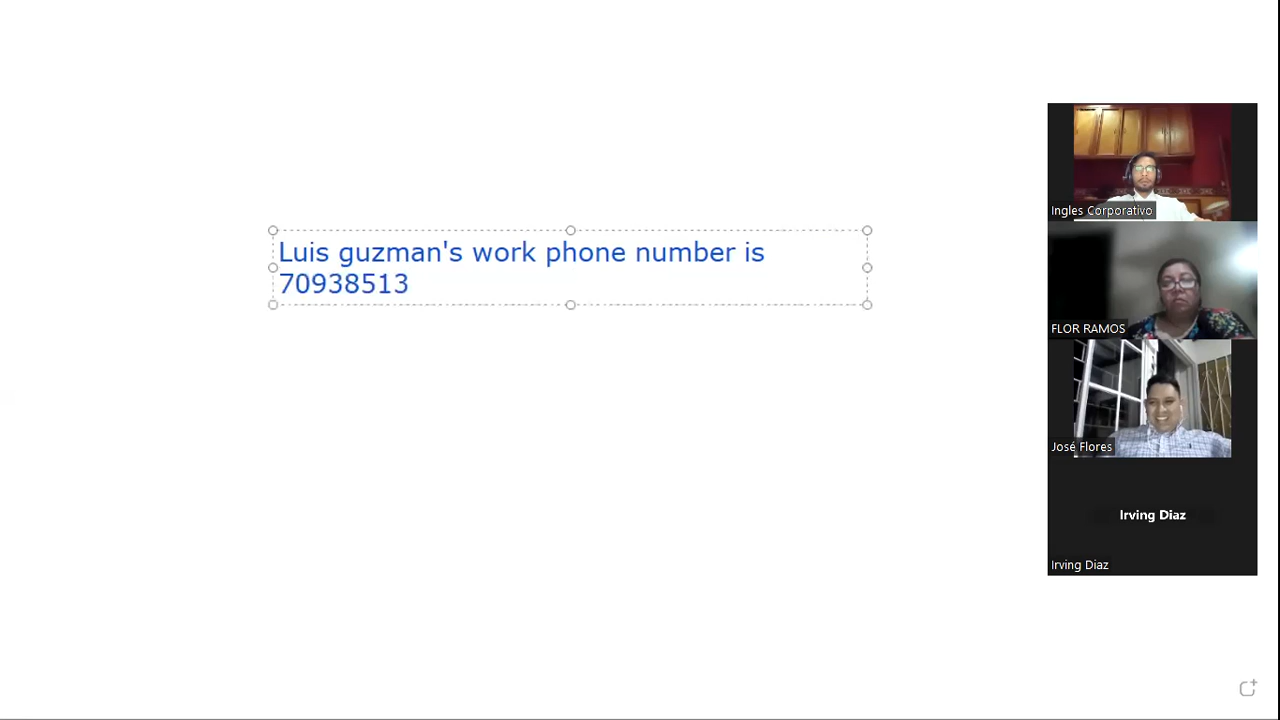 Luis guzman's work phone number is
70938513
Ingles Corporativo
FLOR RAMOS
José Flores
Irving Diaz
Irving Diaz